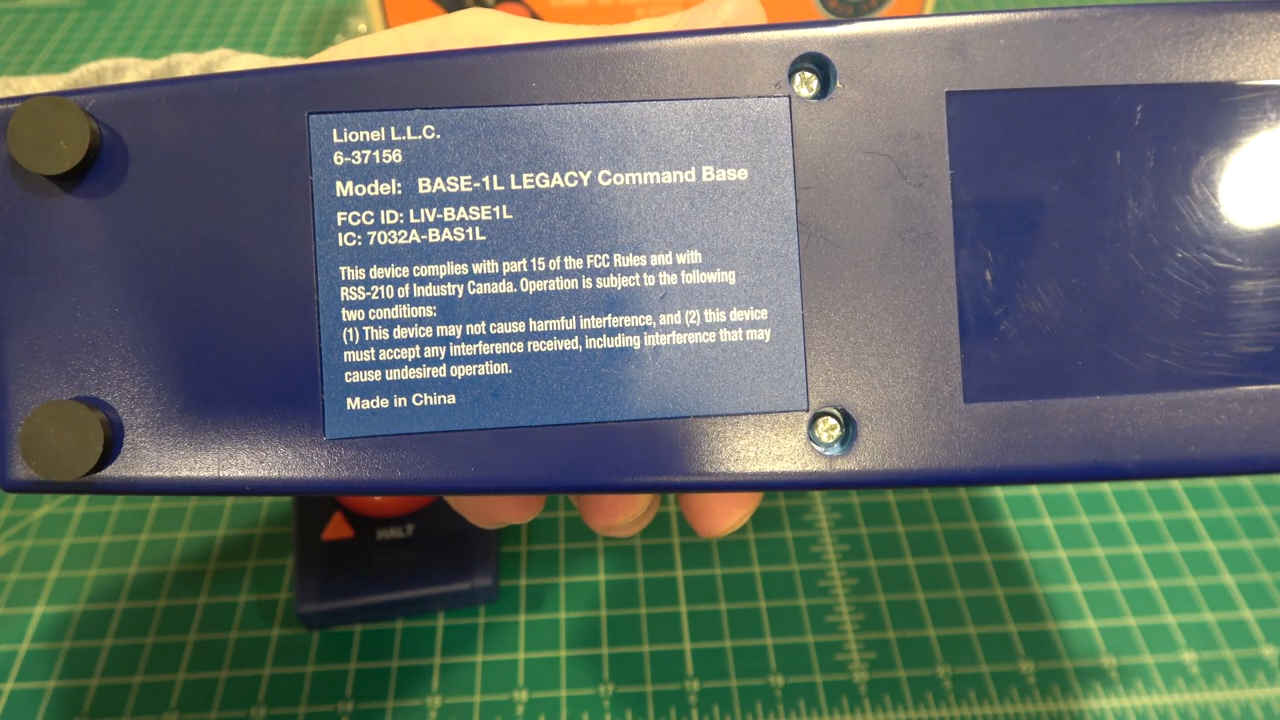 Lionel L.L.C.
6-37156
Model: BASE-1L LEGACY Command Base
FCC ID: LIV-BASE1L
IC: 7032A-BAS1L
This device complies with part 15 of the FCC Rules and with
RSS-210 of Industry Canada. Operation is subject to the following
two conditions:
(1) This device may not cause harmful interference, and (2) this device
must accept any interference received, including interference that may
cause undesired operation.
Made in China
HALT